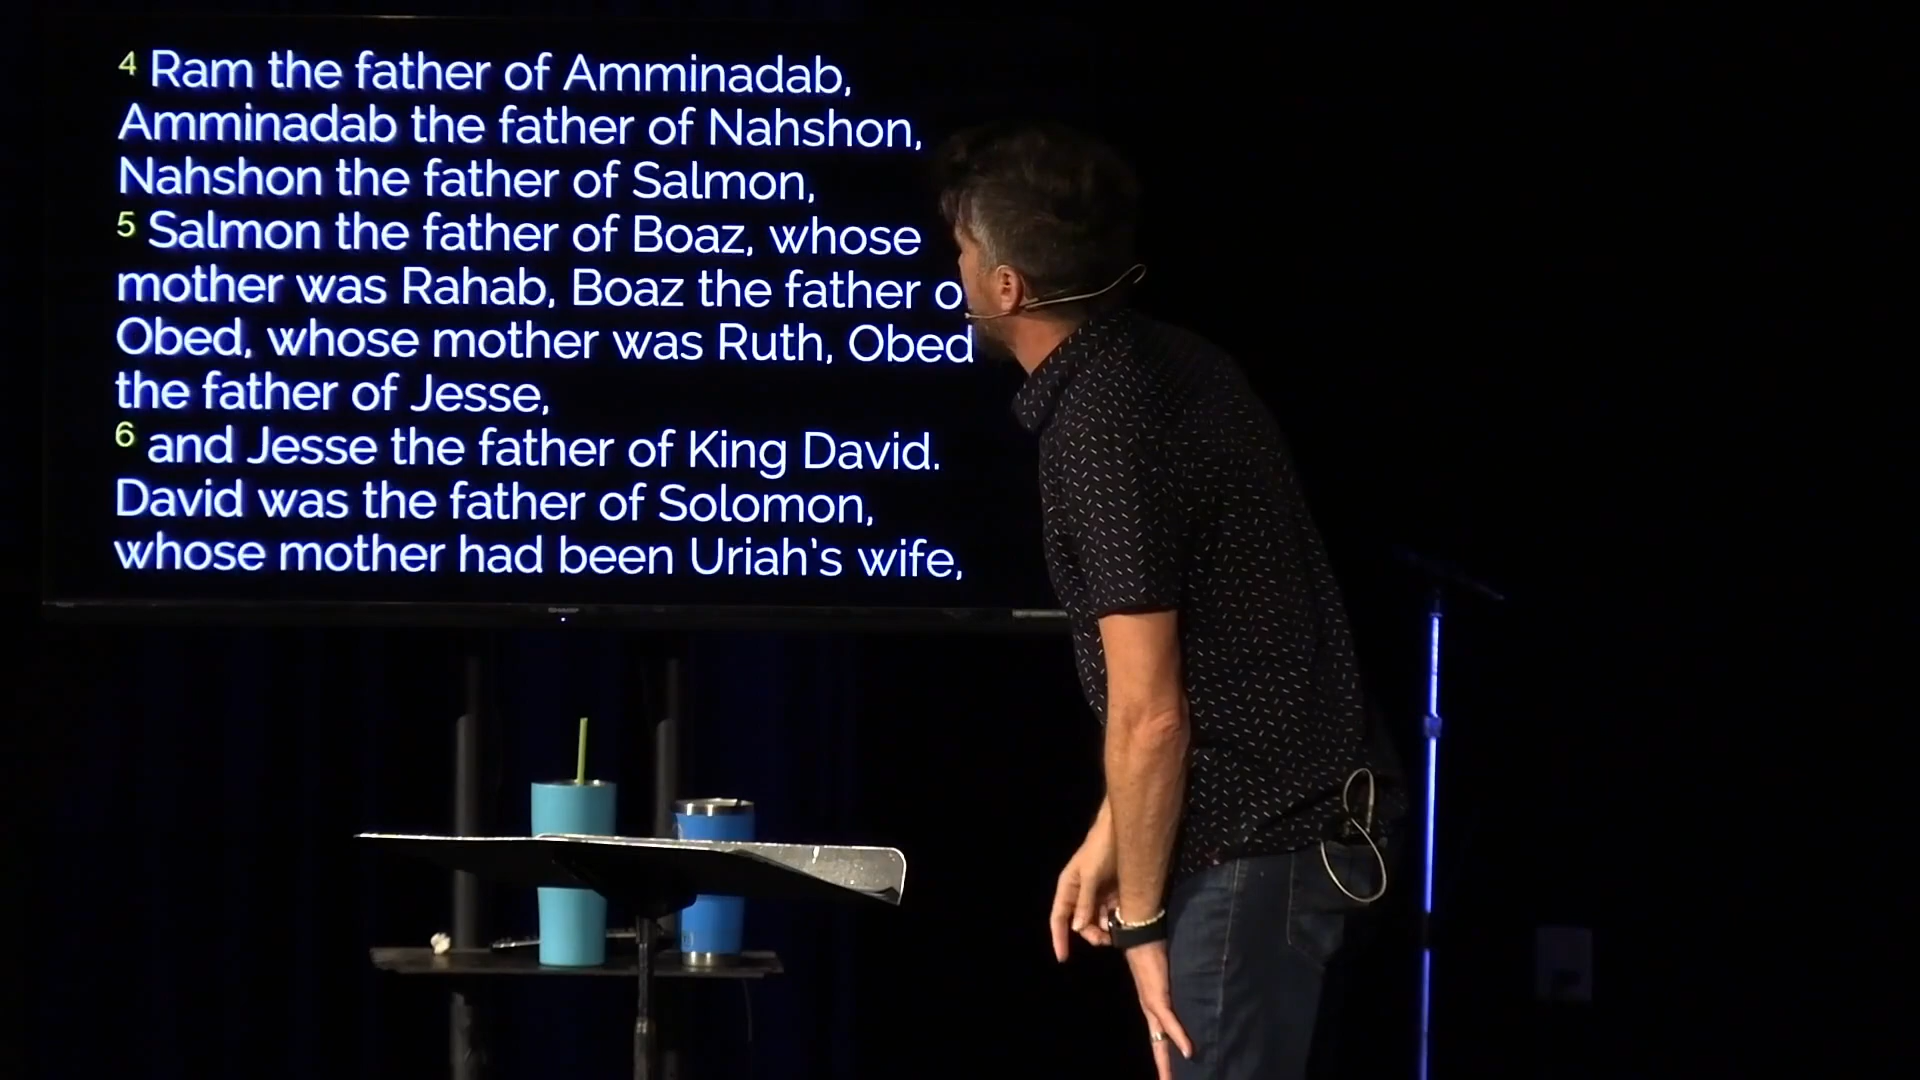 4 Ram the father of Amminadab,
Amminadab the father of Nahshon,
Nahshon the father of Salmon,
5 Salmon the father of Boaz, whose
mother was Rahab, Boaz the father o
Obed, whose mother was Ruth, Obed
the father of Jesse,
6 and Jesse the father of King David.
David was the father of Solomon,
whose mother had been Uriah's wife,
SHARP